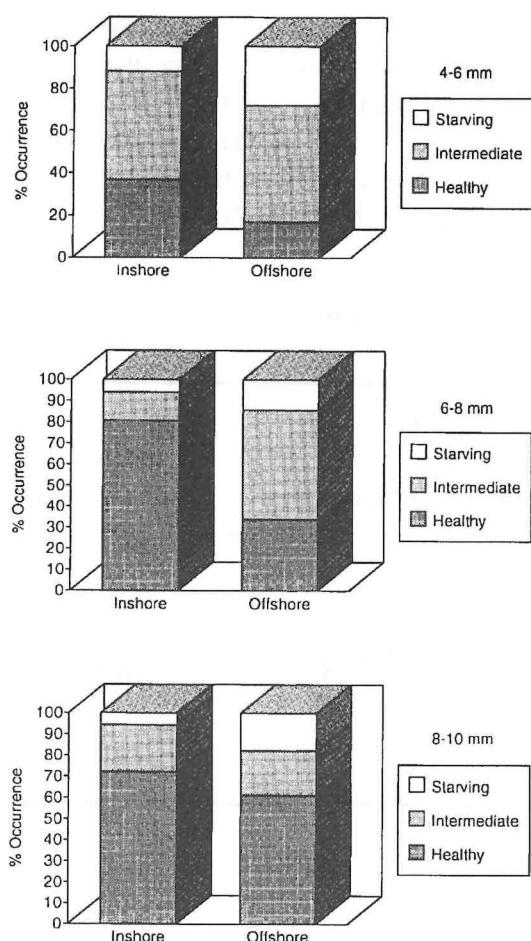 100
80
60
40
20
0
% Occurrence
Inshore Offshore
4-6 mm
Starving
Intermediate
Healthy
100
90
80
70
60
50
40
30
20
10
0
% Occurrence
Inshore Offshore
6-8 mm
Starving
Intermediate
Healthy
100
90
80
70
60
50
40
30
20
10
0
% Occurrence
Inshore Offshore
8-10 mm
Starving
Intermediate
Healthy